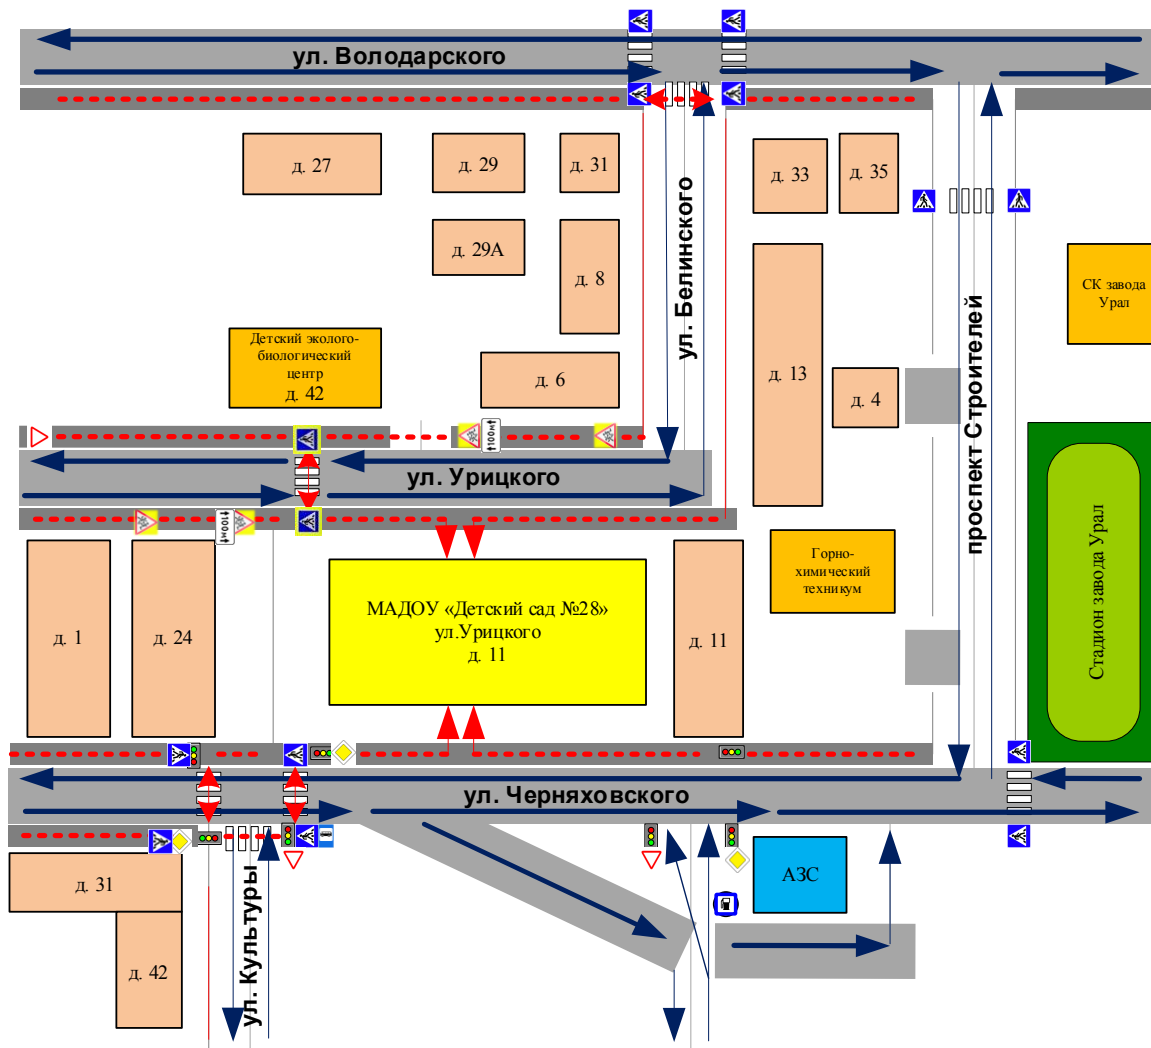 ул. Володарского
д. 27
д. 29
д. 31
д. 33
д. 35
д. 29А
д. 8
ул. Белинского
СК завода
Урал
Детский эколого-
биологический
центр
д. 42
д. 6
д. 13
д. 4
проспект Строителей
100м
ул. Урицкого
100м
Стадион завода Урал
д. 1
д. 24
МАДОУ «Детский сад №28»
ул.Урицкого
д. 11
д. 11
Горно-
химический
техникум
ул. Черняховского
д. 31
д. 42
ул. Культуры
АЗС